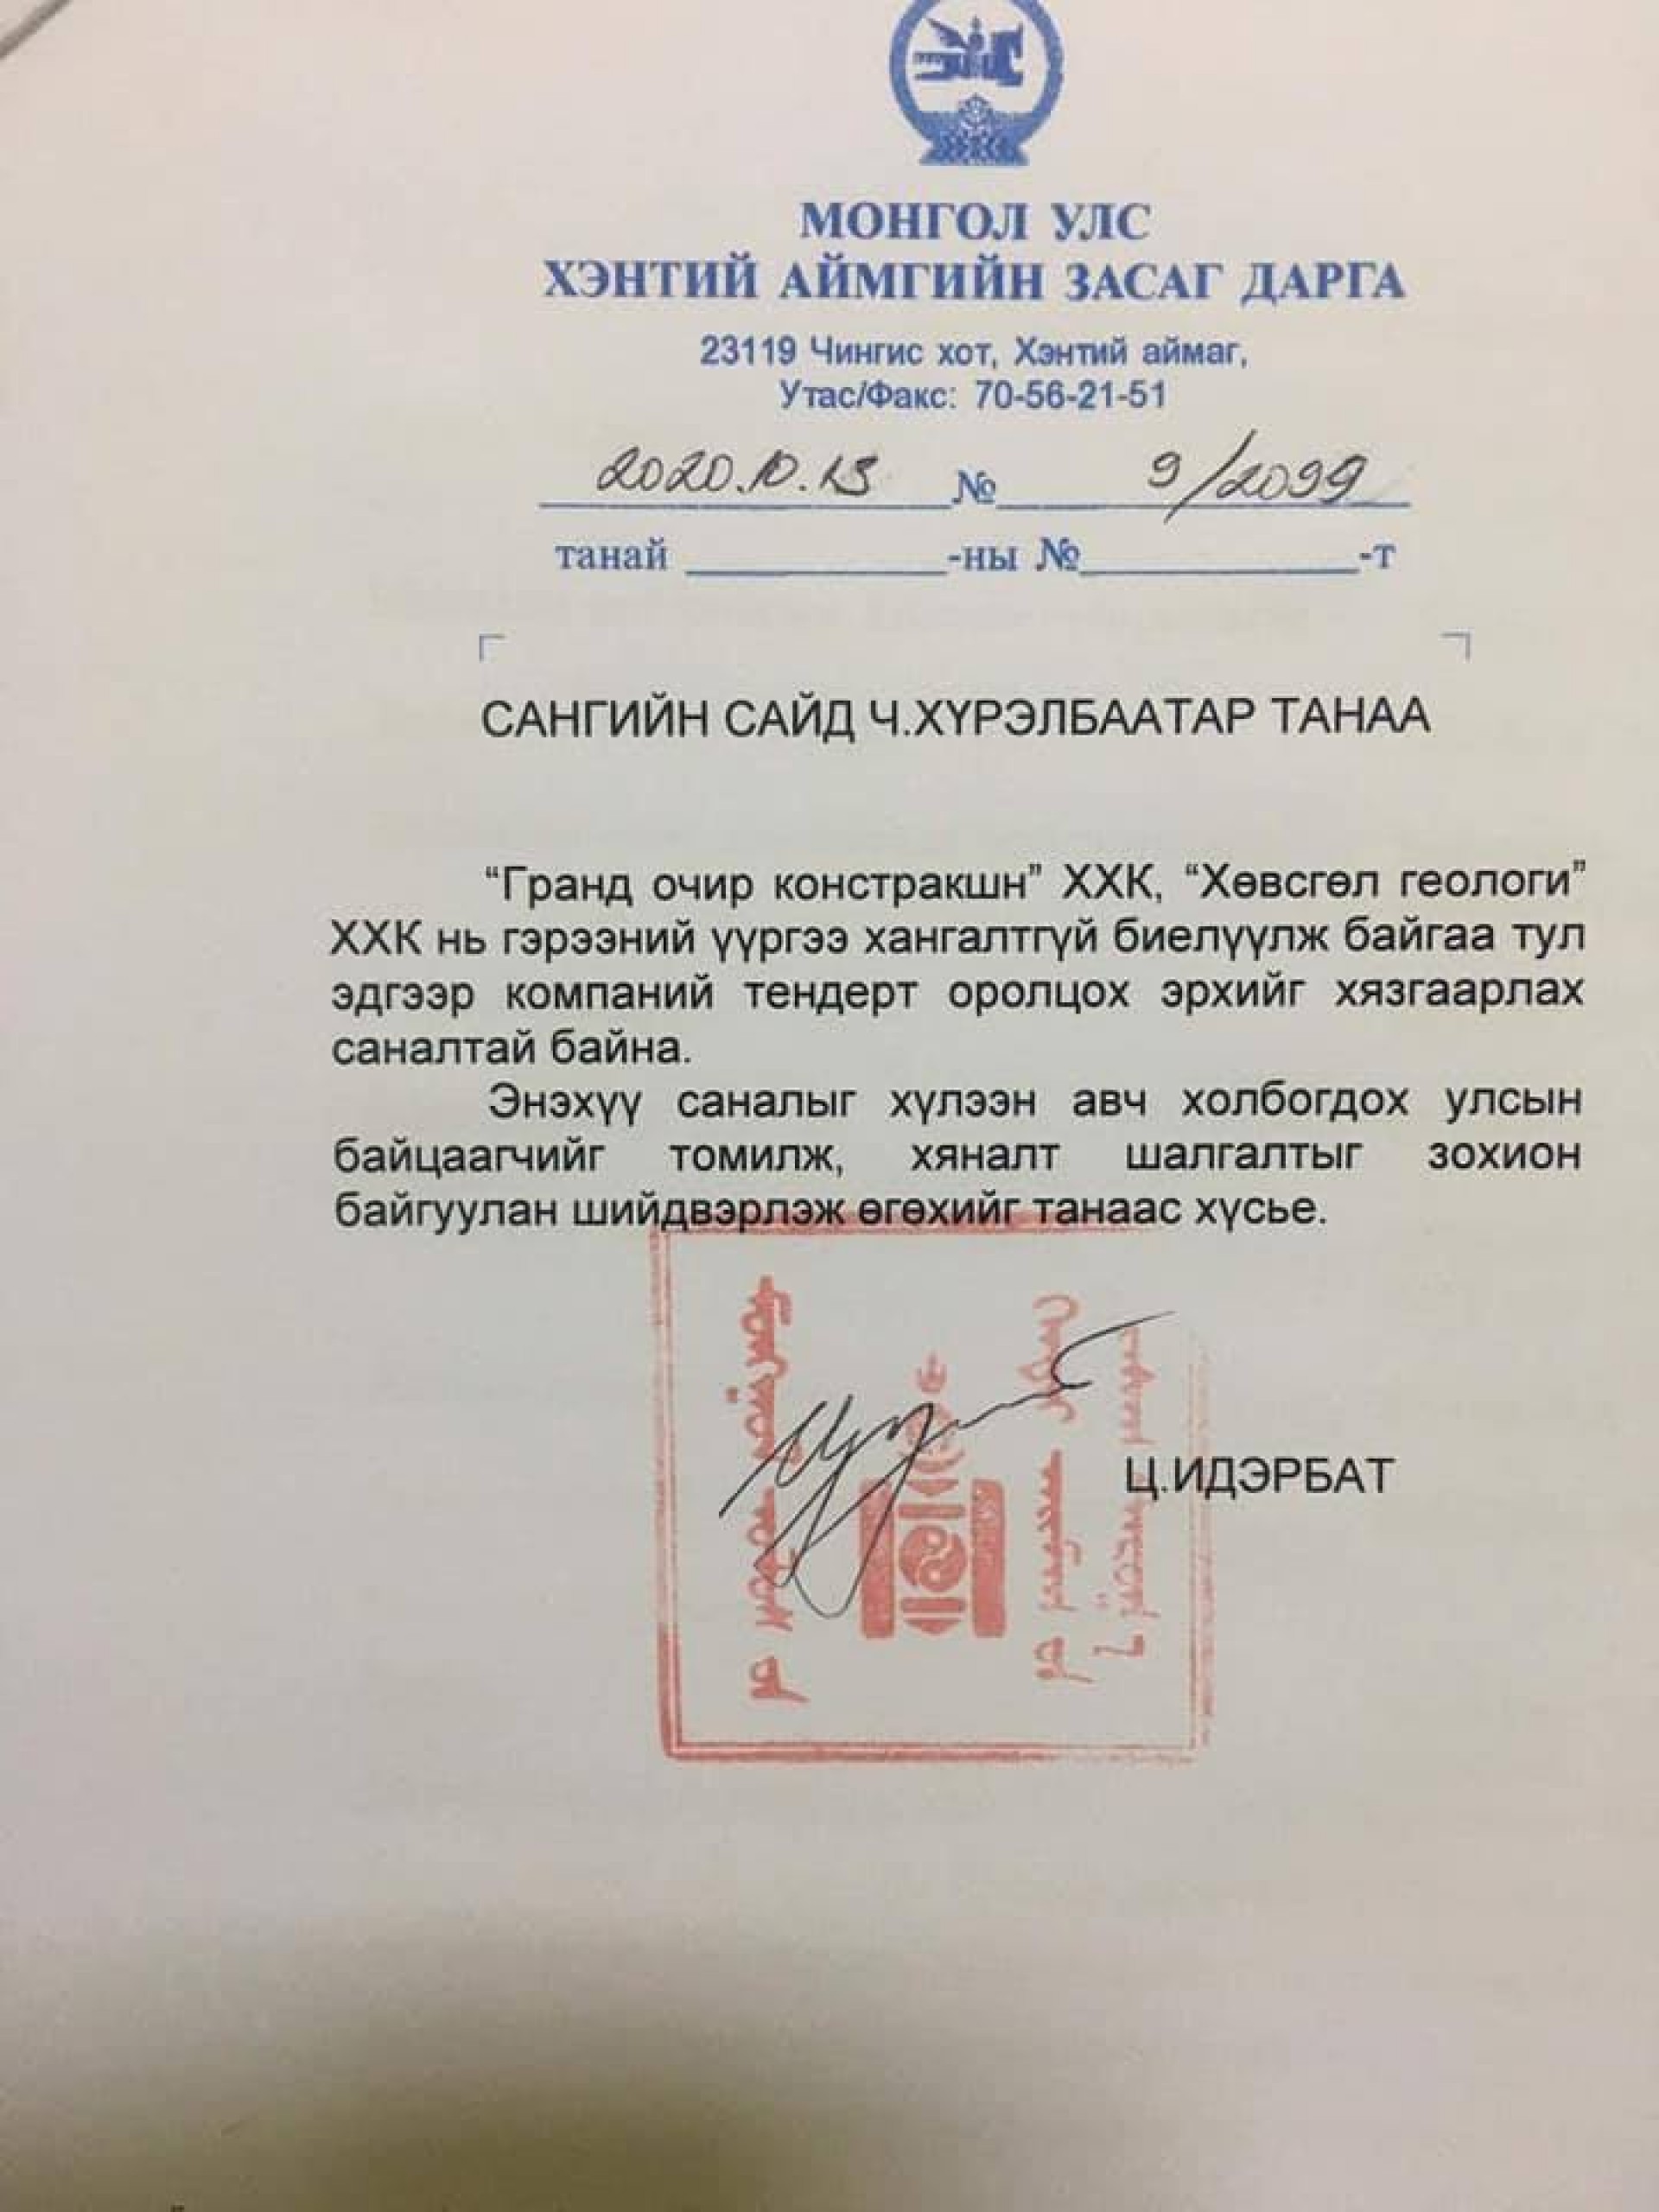 МОНГОЛ УЛС
ХЭНТИЙ АЙМГИЙН ЗАСАГ ДАРГА
23119 Чингис хот, Хэнтий аймаг,
Утас/Факс: 70-56-21-51
2020.10.13 № 9/2099
танай ________-ны №________-т
САНГИЙН САЙД Ч.ХҮРЭЛБААТАР ТАНАА
“Гранд очир констракшн” ХХК, “Хөвсгөл геологи”
ХХК нь гэрээний үүргээ хангалтгүй биелүүлж байгаа тул
эдгээр компаний тендерт оролцох эрхийг хязгаарлах
саналтай байна.
Энэхүү саналыг хүлээн авч холбогдох улсын
байцаагчийг томилж, хяналт шалгалтыг зохион
байгуулан шийдвэрлэж өгөхийг танаас хүсье.
Ц.ИДЭРБАТ